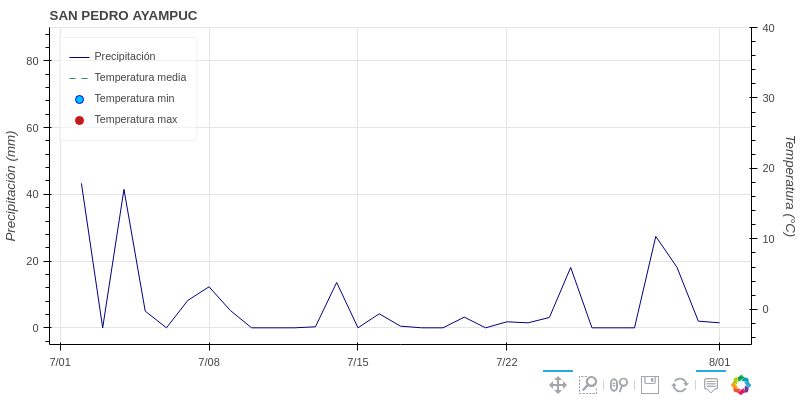 SAN PEDRO AYAMPUC
Precipitación
Temperatura media
Temperatura min
Temperatura max
Precipitación (mm)
80
60
40
20
0
Temperatura (°C)
40
30
20
10
0
7/01
7/08
7/15
7/22
8/01